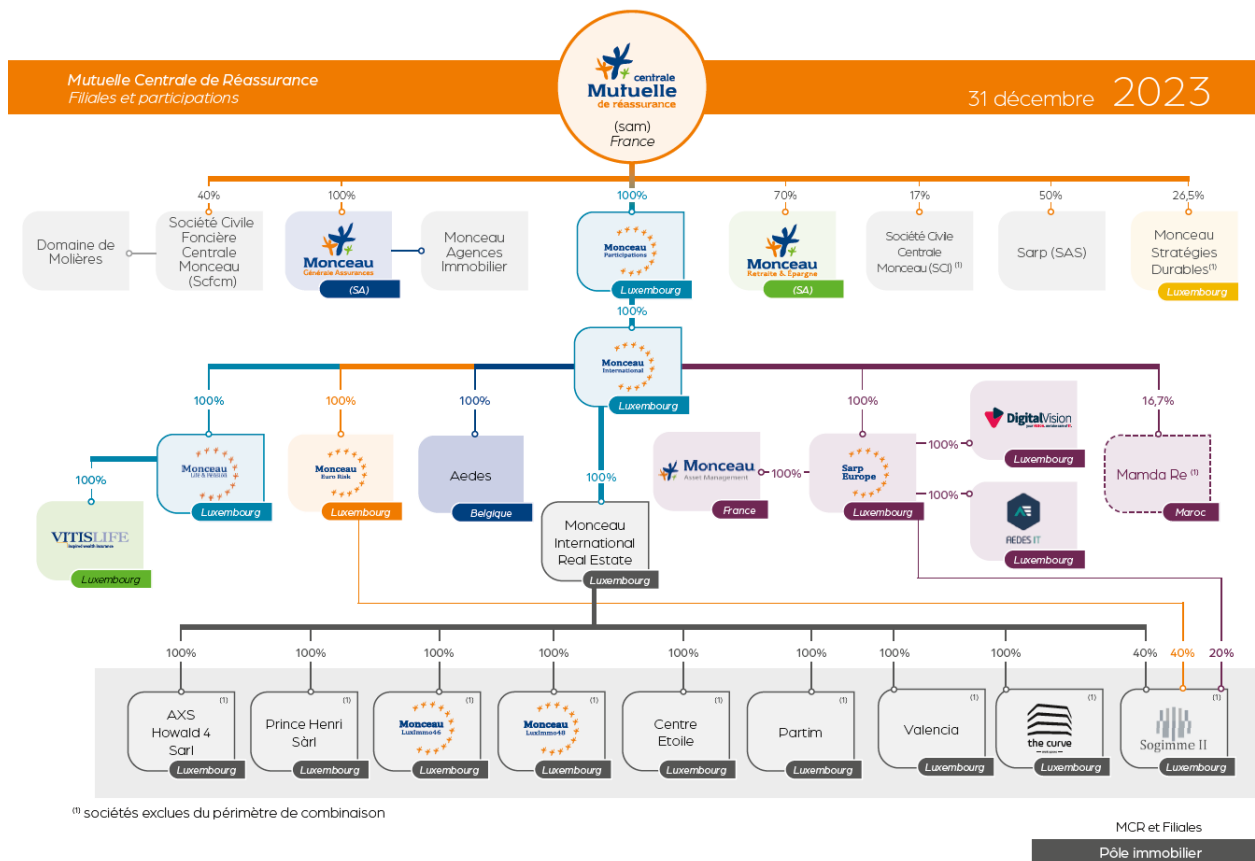 Mutuelle Centrale de Réassurance
Filiales et participations
centrale
Mutuelle
de réassurance
(sam)
France
31 décembre 2023
40%
100%
100%
70%
17%
50%
26,5%
Domaine de
Molières
Société Civile
Foncière
Centrale
Monceau
(Scfcm)
Monceau
Générale Assurances
(SA)
Monceau
Agences
Immobilier
Monceau
Participations
Luxembourg
Monceau
Retraite & Epargne
(SA)
Société Civile
Centrale
Monceau (SCI) (1)
Sarp (SAS)
Monceau
Stratégies
Durables(1)
Luxembourg
100%
Monceau
International
Luxembourg
100%
100%
100%
100%
100%
16,7%
100%
VITISLIFE
Luxembourg
Monceau
Luxembourg
Monceau
Euro Risk
Luxembourg
Aedes
Belgique
Monceau
International
Real Estate
Luxembourg
Monceau
Asset Management
France
100%
Sarp
Europe
Luxembourg
100%
DigitalVision
Luxembourg
100%
AEDES IT
Luxembourg
Mamda Re (1)
Maroc
100%
100%
100%
100%
100%
100%
100%
100%
40%
40%
20%
AXS
Howald 4
Sarl
(1)
Luxembourg
Prince Henri
Sàrl
(1)
Luxembourg
Monceau
LuxImmo46
(1)
Luxembourg
Monceau
LuxImmo48
(1)
Luxembourg
Centre
Etoile
(1)
Luxembourg
Partim
(1)
Luxembourg
Valencia
(1)
Luxembourg
the curve
(1)
Luxembourg
Sogimme II
(1)
Luxembourg
(1) sociétés exclues du périmètre de combinaison
MCR et Filiales
Pôle immobilier